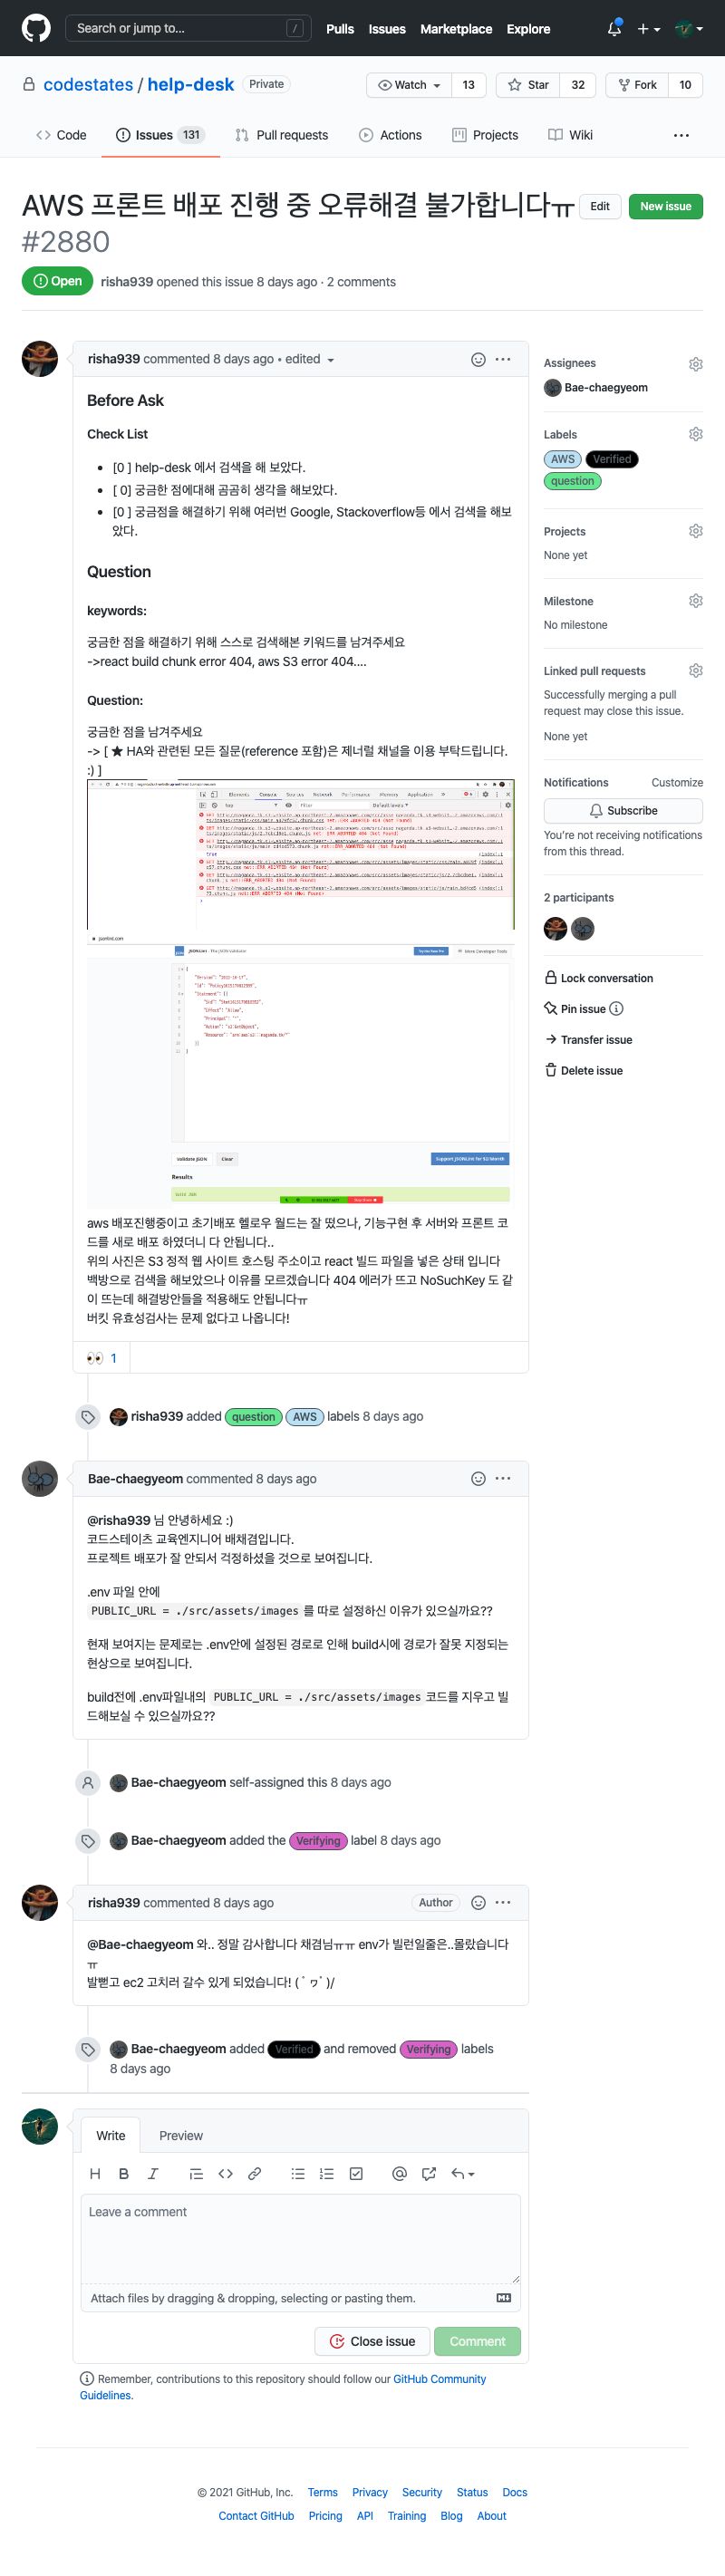 Search or jump to...
/
Pulls Issues Marketplace Explore
codestates / help-desk Private
Watch 13 Star 32 Fork 10
Code Issues 131 Pull requests Actions Projects Wiki
AWS 프론트 배포 진행 중 오류해결 불가합니다ㅠ
#2880
Edit New issue
Open risha939 opened this issue 8 days ago · 2 comments
risha939 commented 8 days ago • edited
Before Ask
Check List
[0 ] help-desk 에서 검색을 해 보았다.
[ 0] 궁금한 점에대해 곰곰히 생각을 해보았다.
[0 ] 궁금점을 해결하기 위해 여러번 Google, Stackoverflow등 에서 검색을 해보
았다.
Question
keywords:
궁금한 점을 해결하기 위해 스스로 검색해본 키워드를 남겨주세요
->react build chunk error 404, aws S3 error 404....
Question:
궁금한 점을 남겨주세요
-> [ ★ HA와 관련된 모든 질문(reference 포함)은 제너럴 채널을 이용 부탁드립니다.
:) ]
Elements Console Sources Network
top Filter Default levels
jsonlint.com
JSONLint - The JSON Validator
More Developer Tools
Validate JSON Clear Support JSONLint for $2/Month
Results
Valid JSON
aws 배포진행중이고 초기배포 헬로우 월드는 잘 떴으나, 기능구현 후 서버와 프론트 코
드를 새로 배포 하였더니 다 안됩니다..
위의 사진은 S3 정적 웹 사이트 호스팅 주소이고 react 빌드 파일을 넣은 상태 입니다
백방으로 검색을 해보았으나 이유를 모르겠습니다 404 에러가 뜨고 NoSuchKey 도 같
이 뜨는데 해결방안들을 적용해도 안됩니다ㅠ
버킷 유효성검사는 문제 없다고 나옵니다!
👀 1
risha939 added question AWS labels 8 days ago
Bae-chaegyeom commented 8 days ago
@risha939 님 안녕하세요 :)
코드스테이츠 교육엔지니어 배채겸입니다.
프로젝트 배포가 잘 안되서 걱정하셨을 것으로 보여집니다.
.env 파일 안에
PUBLIC_URL = ./src/assets/images 를 따로 설정하신 이유가 있으실까요??
현재 보여지는 문제로는 .env안에 설정된 경로로 인해 build시에 경로가 잘못 지정되는
현상으로 보여집니다.
build전에 .env파일내의 PUBLIC_URL = ./src/assets/images 코드를 지우고 빌
드해보실 수 있으실까요??
Bae-chaegyeom self-assigned this 8 days ago
Bae-chaegyeom added the Verifying label 8 days ago
risha939 commented 8 days ago Author
@Bae-chaegyeom 와.. 정말 감사합니다 채겸님ㅠㅠ env가 빌런일줄은..몰랐습니다
ㅠ
발뻗고 ec2 고치러 갈수 있게 되었습니다! ( ˊ ヮˋ )/
Bae-chaegyeom added Verified and removed Verifying labels
8 days ago
Write Preview
Leave a comment
Attach files by dragging & dropping, selecting or pasting them.
Close issue Comment
Remember, contributions to this repository should follow our GitHub Community
Guidelines.
Assignees
Bae-chaegyeom
Labels
AWS Verified
question
Projects
None yet
Milestone
No milestone
Linked pull requests
Successfully merging a pull
request may close this issue.
None yet
Notifications Customize
Subscribe
You're not receiving notifications
from this thread.
2 participants
Lock conversation
Pin issue
Transfer issue
Delete issue
© 2021 GitHub, Inc. Terms Privacy Security Status Docs
Contact GitHub Pricing API Training Blog About